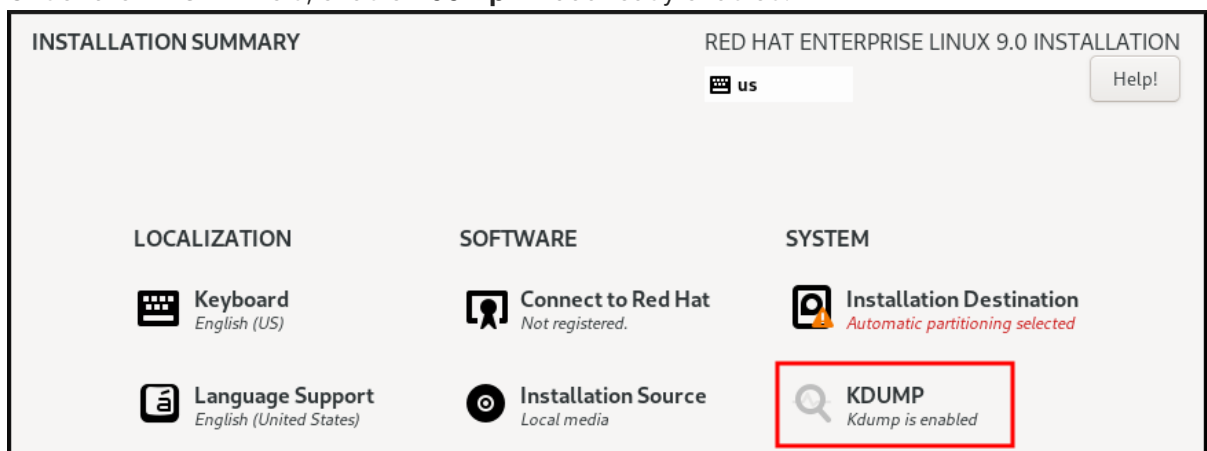 INSTALLATION SUMMARY
RED HAT ENTERPRISE LINUX 9.0 INSTALLATION
us
Help!
LOCALIZATION
SOFTWARE
SYSTEM
Keyboard
English (US)
Connect to Red Hat
Not registered.
Installation Destination
Automatic partitioning selected
Language Support
English (United States)
Installation Source
Local media
KDUMP
Kdump is enabled